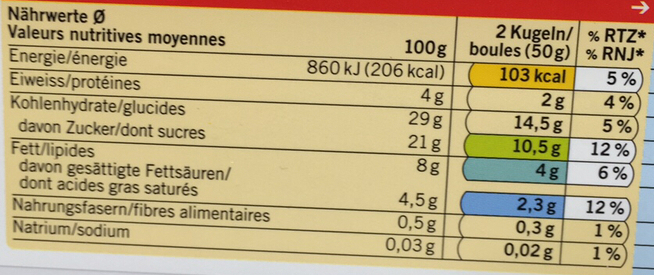 Nährwerte Ø
Valeurs nutritives moyennes 100g 2 Kugeln/ boules (50g) % RTZ* % RNJ*
Energie/énergie 860 kJ (206 kcal) 103 kcal 5%
Eiweiss/protéines 4g 2g 4%
Kohlenhydrate/glucides 29g 14,5g 5%
davon Zucker/dont sucres 21g 10,5g 12%
Fett/lipides 8g 4g 6%
davon gesättigte Fettsäuren/
dont acides gras saturés 4,5g 2,3g 12%
Nahrungsfasern/fibres alimentaires 0,5g 0,3g 1%
Natrium/sodium 0,03g 0,02g 1%